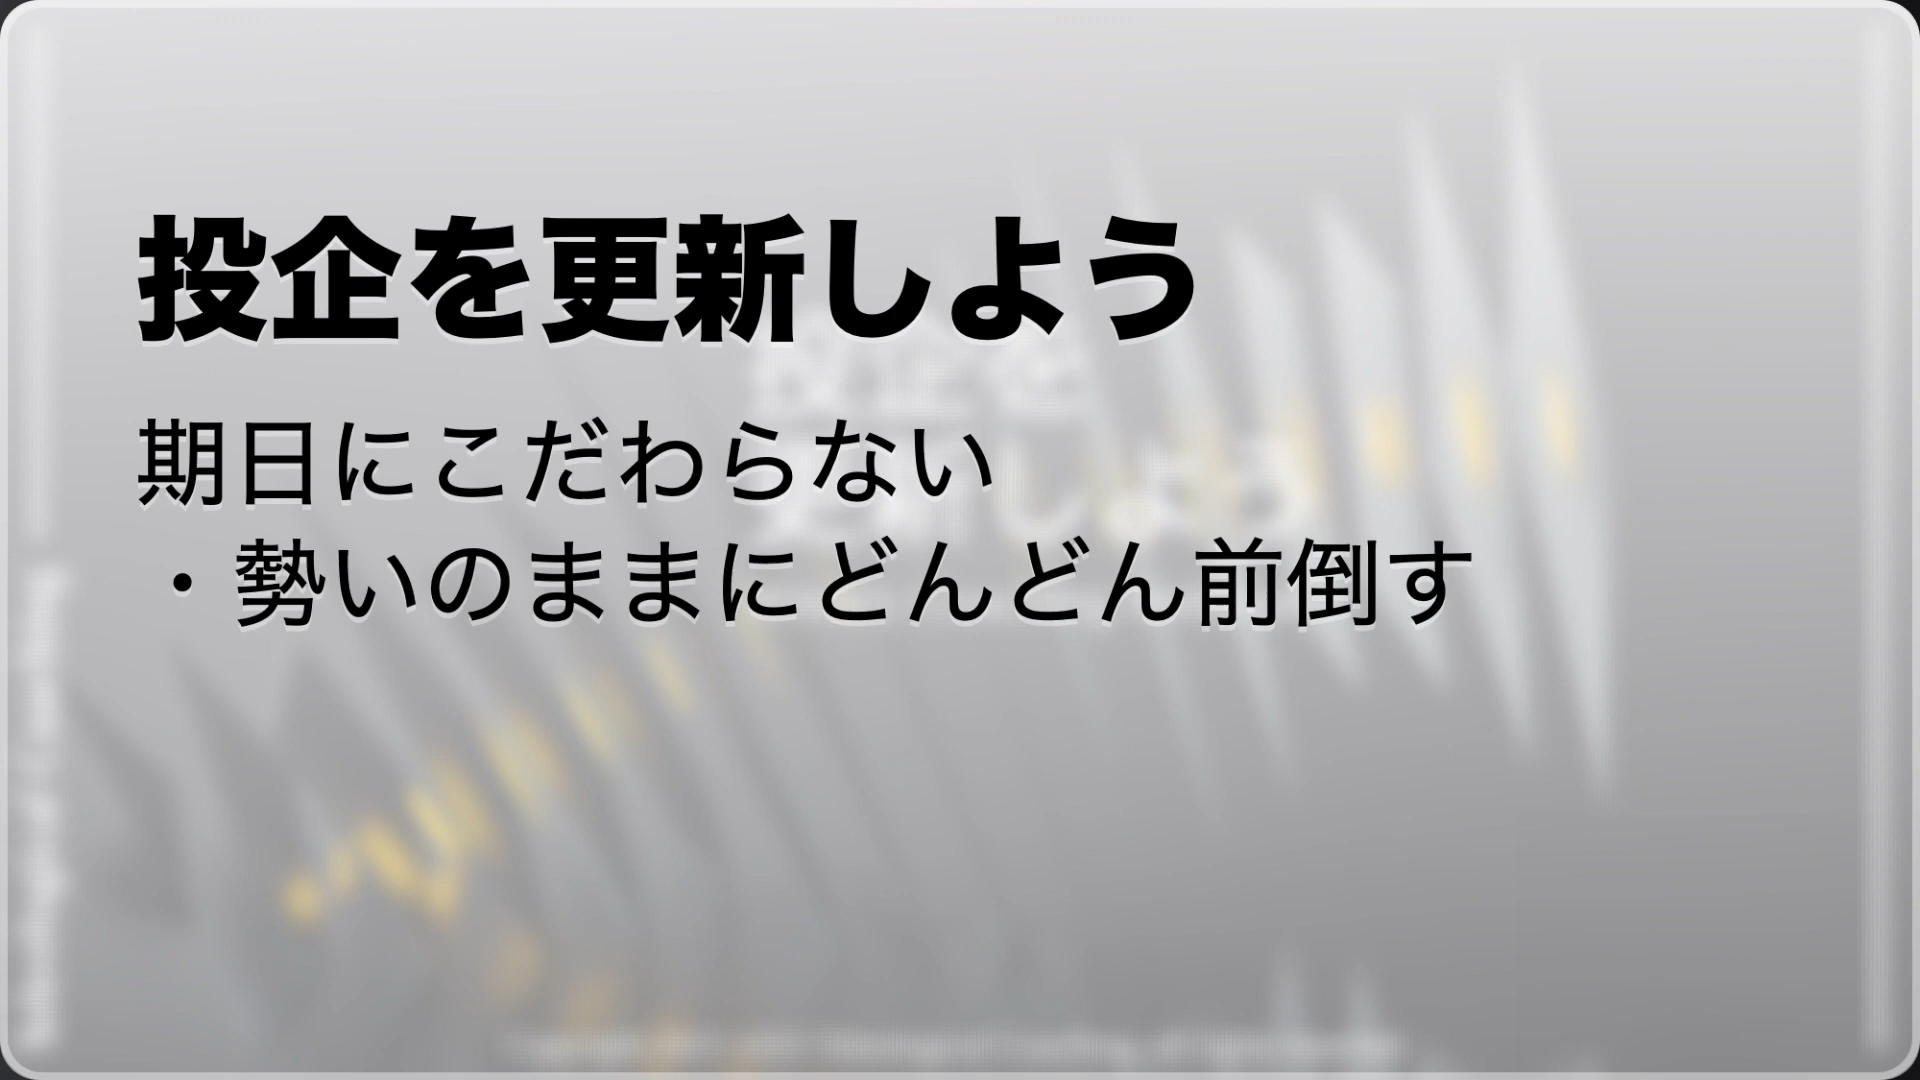 投企を更新しよう
期日にこだわらない
・勢いのままにどんどん前倒す